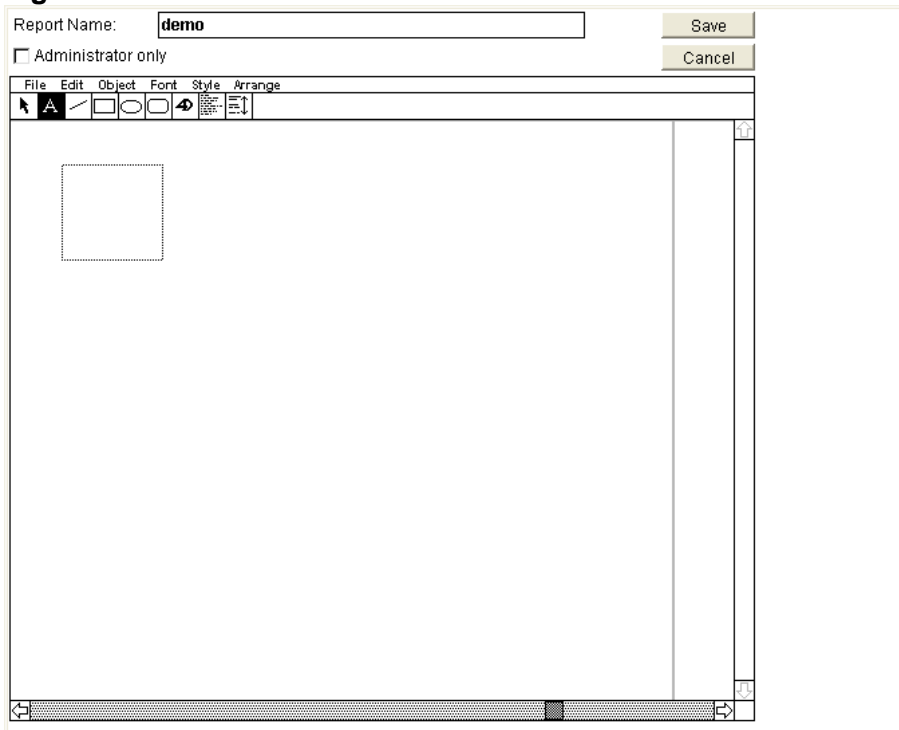 Report Name: demo Save
Administrator only Cancel
File Edit Object Font Style Arrange
A